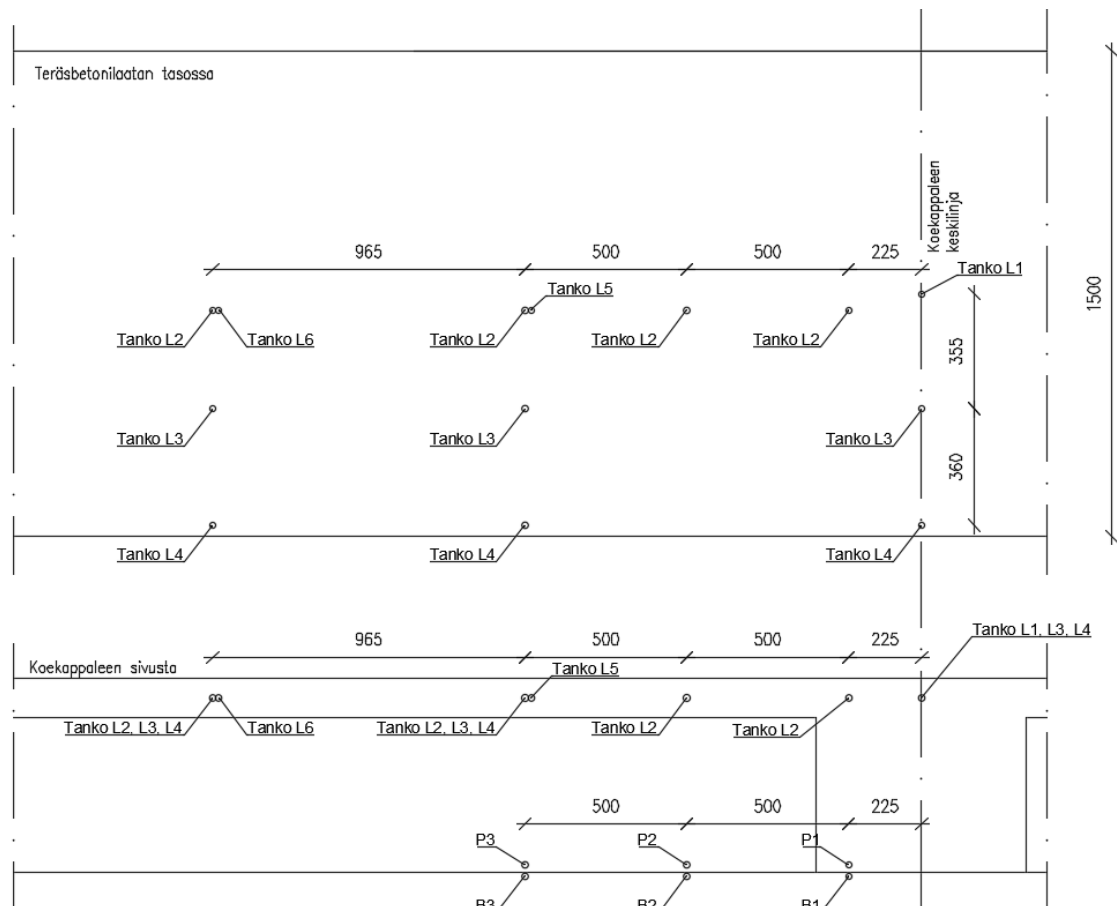 Teräsbetonilaatan tasossa
Koekappaleen
keskilinja
965
500
500
225
Tanko L1
Tanko L5
1500
Tanko L2
Tanko L6
Tanko L2
Tanko L2
Tanko L2
355
Tanko L3
Tanko L3
Tanko L3
360
Tanko L4
Tanko L4
Tanko L4
Koekappaleen sivusta
965
500
500
225
Tanko L1, L3, L4
Tanko L5
Tanko L2, L3, L4
Tanko L6
Tanko L2, L3, L4
Tanko L2
Tanko L2
500
500
225
P3
P2
P1
B3
B2
B1